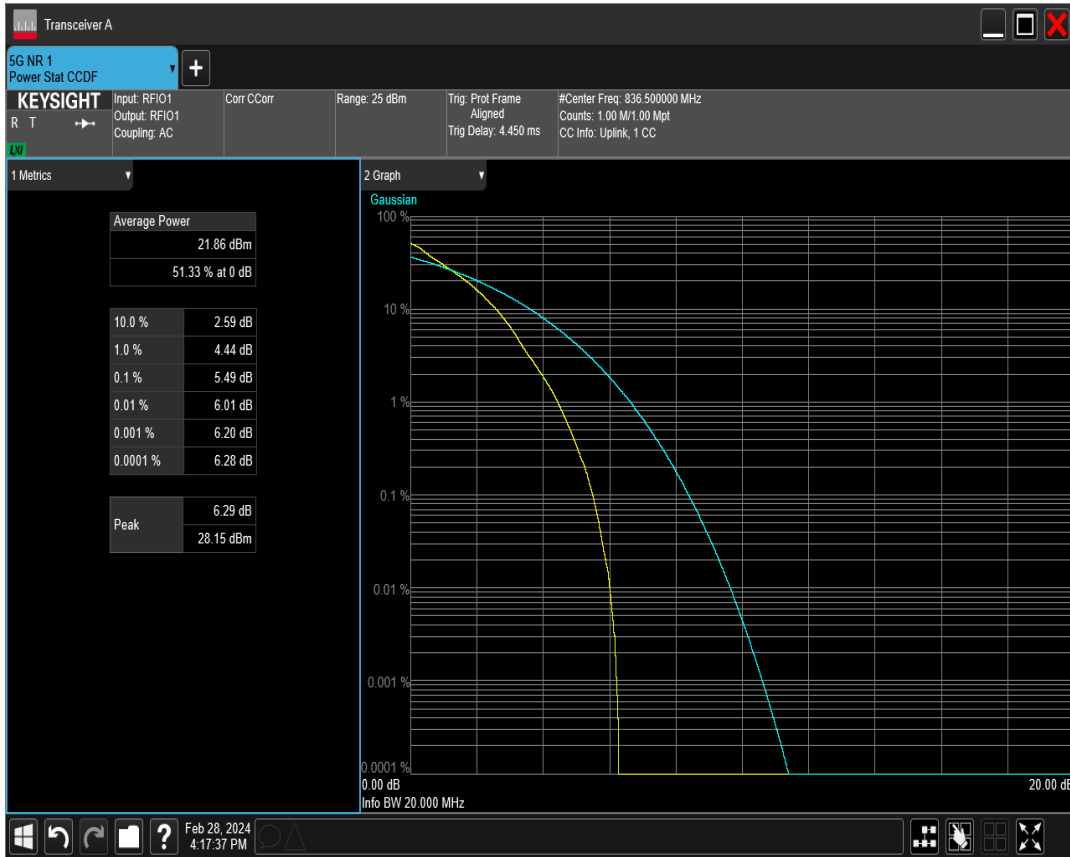 Transceiver A
5G NR 1
Power Stat CCDF
+
KEYSIGHT
R T
LXI
Input: RFIO1
Output: RFIO1
Coupling: AC
Corr CCorr
Range: 25 dBm
Trig: Prot Frame
Aligned
Trig Delay: 4.450 ms
#Center Freq: 836.500000 MHz
Counts: 1.00 M/1.00 Mpt
CC Info: Uplink, 1 CC
1 Metrics
Average Power
21.86 dBm
51.33 % at 0 dB
10.0 % 2.59 dB
1.0 % 4.44 dB
0.1 % 5.49 dB
0.01 % 6.01 dB
0.001 % 6.20 dB
0.0001 % 6.28 dB
Peak
6.29 dB
28.15 dBm
2 Graph
Gaussian
100 %
10 %
1 %
0.1 %
0.01 %
0.001 %
0.0001 %
0.00 dB 20.00 dB
Info BW 20.000 MHz
?
Feb 28, 2024
4:17:37 PM